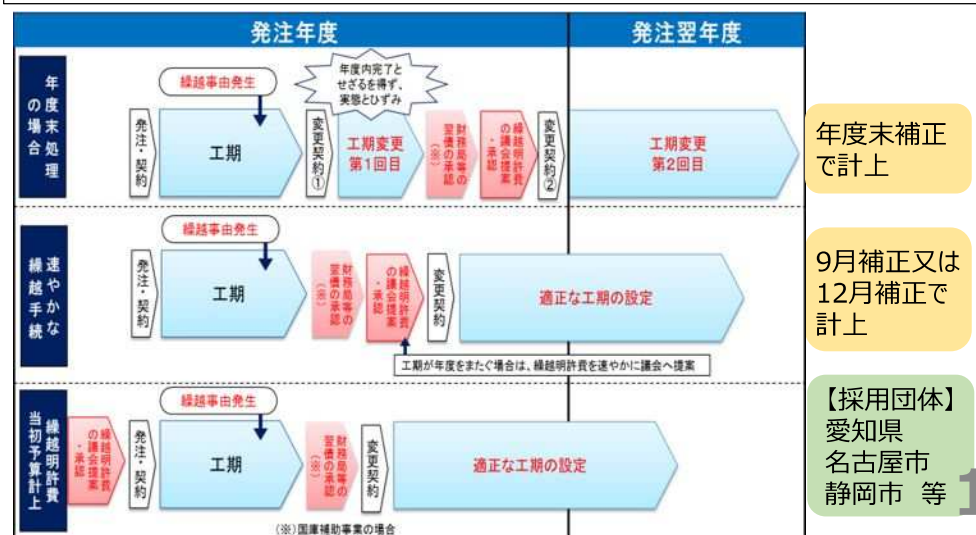 発注年度
発注翌年度
年度末処理
の場合
繰越事由発生
年度内完了と
せざるを得ず、
実態とひずみ
発注・契約
工期
変更契約①
工期変更
第1回目
財務局等の
翌債の承認
(※)
繰越明許費
の議会提案
・承認
変更契約②
工期変更
第2回目
年度末補正
で計上
速やかな
繰越手続
繰越事由発生
発注・契約
工期
財務局等の
翌債の承認
(※)
繰越明許費
の議会提案
・承認
変更契約
適正な工期の設定
工期が年度をまたぐ場合は、繰越明許費を速やかに議会へ提案
9月補正又は
12月補正で
計上
繰越明許費
当初予算計上
繰越明許費
の議会提案
・承認
発注・契約
繰越事由発生
工期
財務局等の
翌債の承認
(※)
変更契約
適正な工期の設定
(※)国庫補助事業の場合
【採用団体】
愛知県
名古屋市
静岡市 等
1